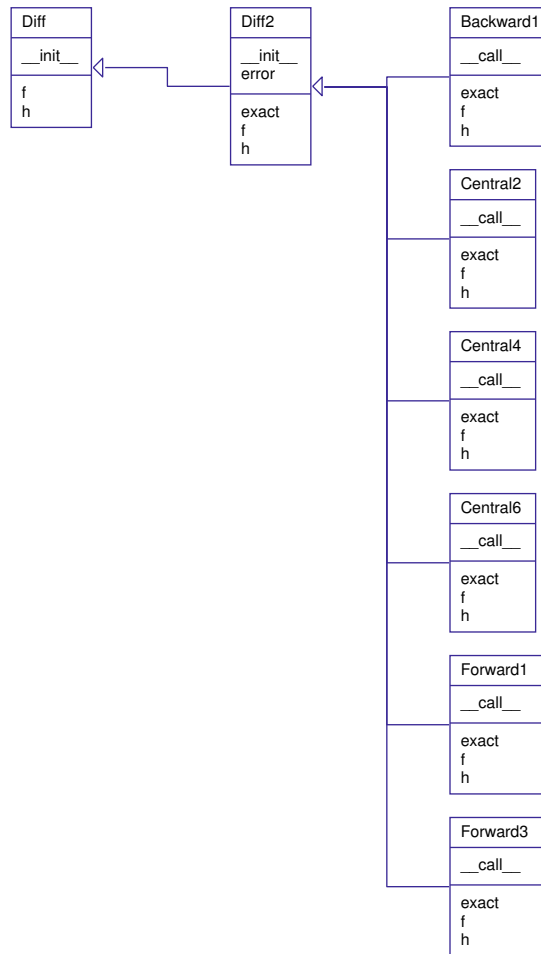 Diff
__init__
f
h
Diff2
__init__
error
exact
f
h
Backward1
__call__
exact
f
h
Central2
__call__
exact
f
h
Central4
__call__
exact
f
h
Central6
__call__
exact
f
h
Forward1
__call__
exact
f
h
Forward3
__call__
exact
f
h